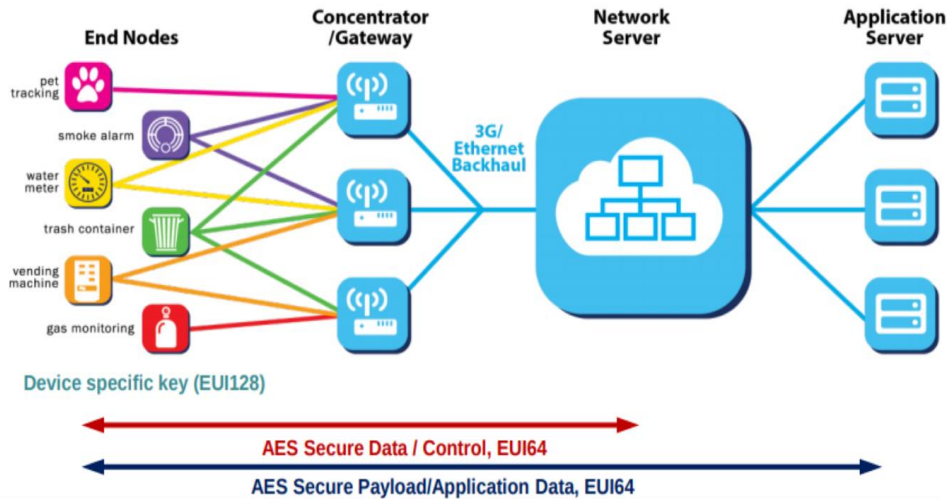 End Nodes
Concentrator
/Gateway
Network
Server
Application
Server
pet
tracking
smoke alarm
water
meter
trash container
vending
machine
gas monitoring
3G/
Ethernet
Backhaul
Device specific key (EUI128)
AES Secure Data / Control, EUI64
AES Secure Payload/Application Data, EUI64